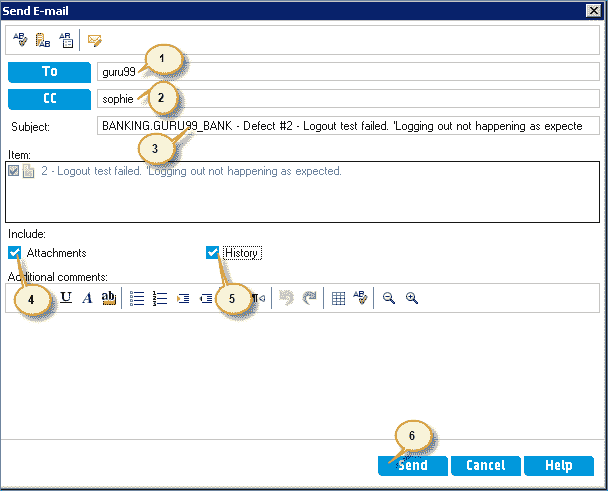 Send E-mail
To
guru99
1
CC
sophie
2
Subject:
BANKING.GURU99_BANK - Defect #2 - Logout test failed. 'Logging out not happening as expecte
3
Item:
2 - Logout test failed. 'Logging out not happening as expected.
Include:
Attachments
History
Additional comments:
4
U A ab
5
6
Send
Cancel
Help